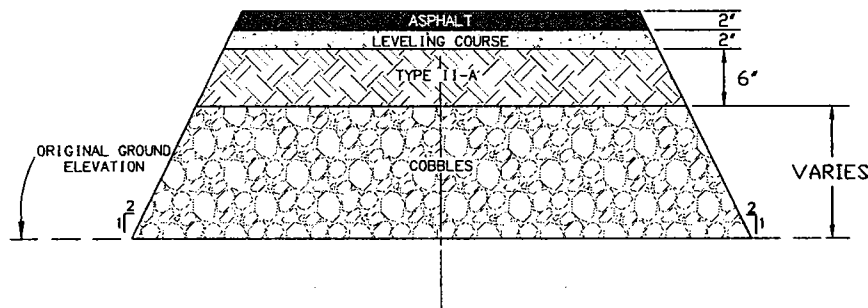 ASPHALT
2"
LEVELING COURSE
2"
TYPE II-A
6"
ORIGINAL GROUND
ELEVATION
COBBLES
VARIES
2
1
2
1